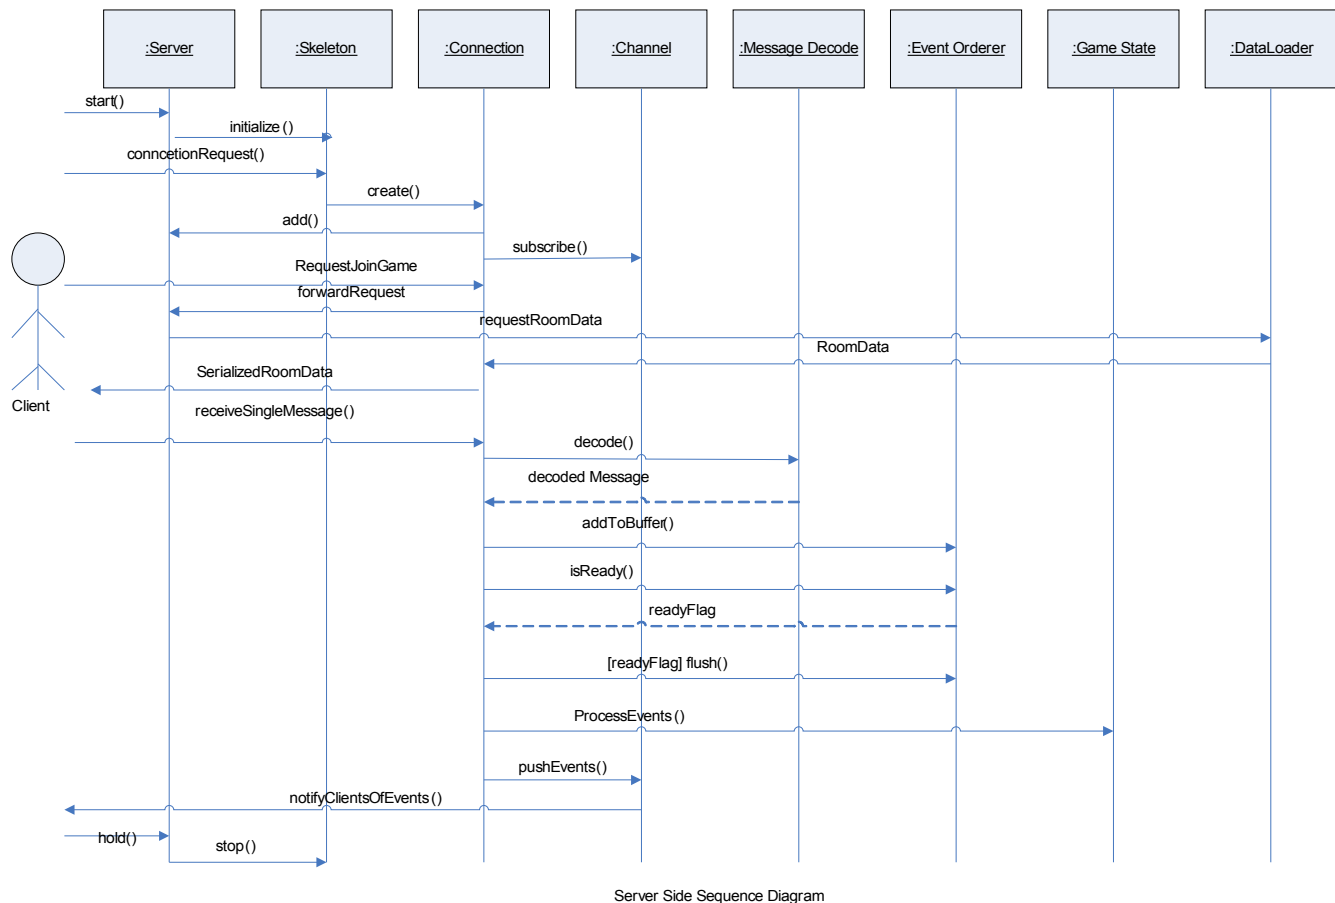 :Server
:Skeleton
:Connection
:Channel
:Message Decode
:Event Orderer
:Game State
:DataLoader
start()
initialize()
conncetionRequest()
create()
add()
subscribe()
RequestJoinGame
forwardRequest
requestRoomData
RoomData
SerializedRoomData
Client
receiveSingleMessage()
decode()
decoded Message
addToBuffer()
isReady()
readyFlag
[readyFlag] flush()
ProcessEvents()
pushEvents()
notifyClientsOfEvents()
hold()
stop()
Server Side Sequence Diagram